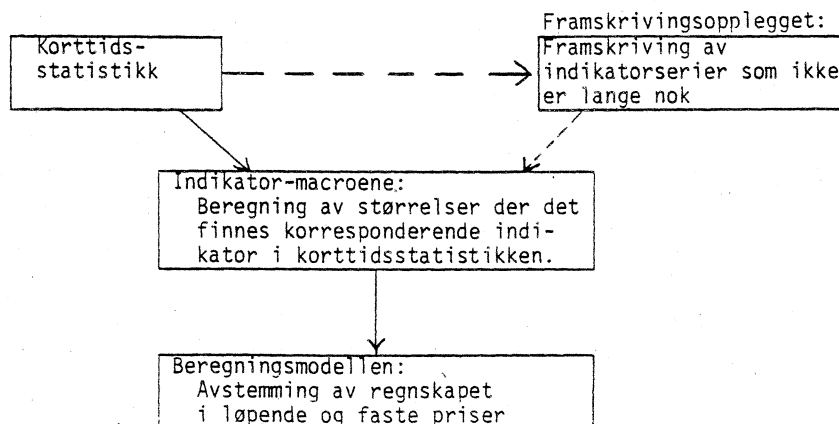 Framskrivingsopplegget:
Korttids-
statistikk
Framskriving av
indikatorserier som ikke
er lange nok
Indikator-macroene:
Beregning av størrelser der det
finnes korresponderende indi-
kator i korttidsstatistikken.
Beregningsmodellen:
Avstemming av regnskapet
i løpende og faste priser